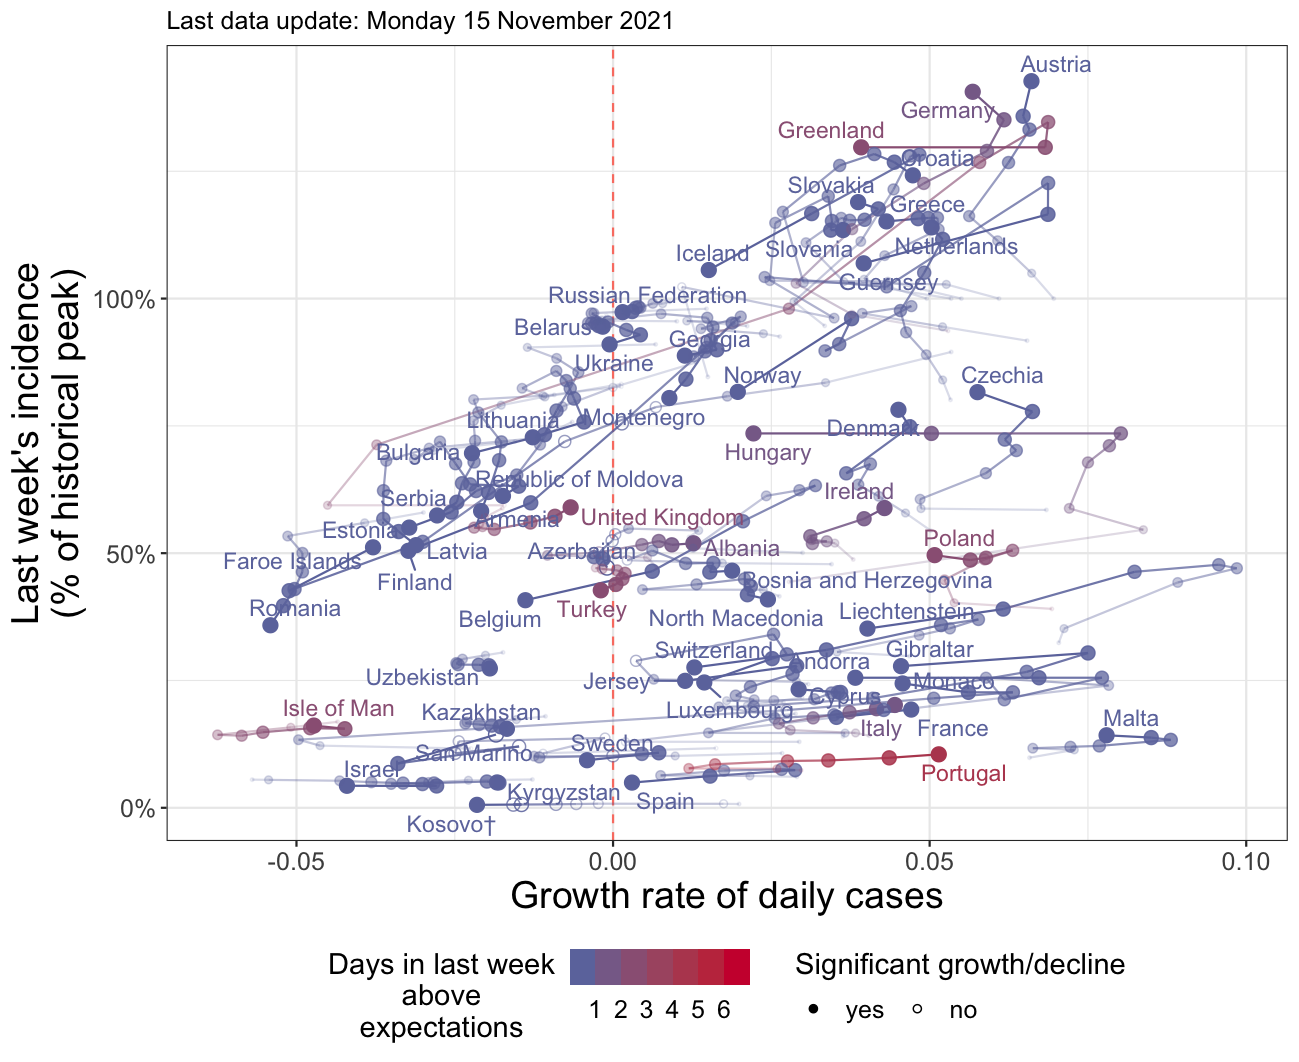 Last data update: Monday 15 November 2021
Austria
Germany
Greenland
Croatia
Slovakia
Greece
Iceland
Slovenia
Netherlands
Guernsey
Russian Federation
Belarus
Georgia
Ukraine
Norway
Czechia
Lithuania
Montenegro
Denmark
Bulgaria
Hungary
Republic of Moldova
Serbia
Ireland
Armenia
United Kingdom
Estonia
Latvia
Azerbaijan
Albania
Poland
Faroe Islands
Finland
Bosnia and Herzegovina
Romania
Belgium
Turkey
North Macedonia
Liechtenstein
Switzerland
Andorra
Gibraltar
Uzbekistan
Jersey
Cyprus
Monaco
Isle of Man
Kazakhstan
Luxembourg
Italy
France
Malta
San Marino
Sweden
Israel
Portugal
Kyrgyzstan
Spain
Kosovo†
100%
50%
0%
-0.05
0.00
0.05
0.10
Last week's incidence
(% of historical peak)
Growth rate of daily cases
Days in last week
above
expectations
1 2 3 4 5 6
Significant growth/decline
yes
no